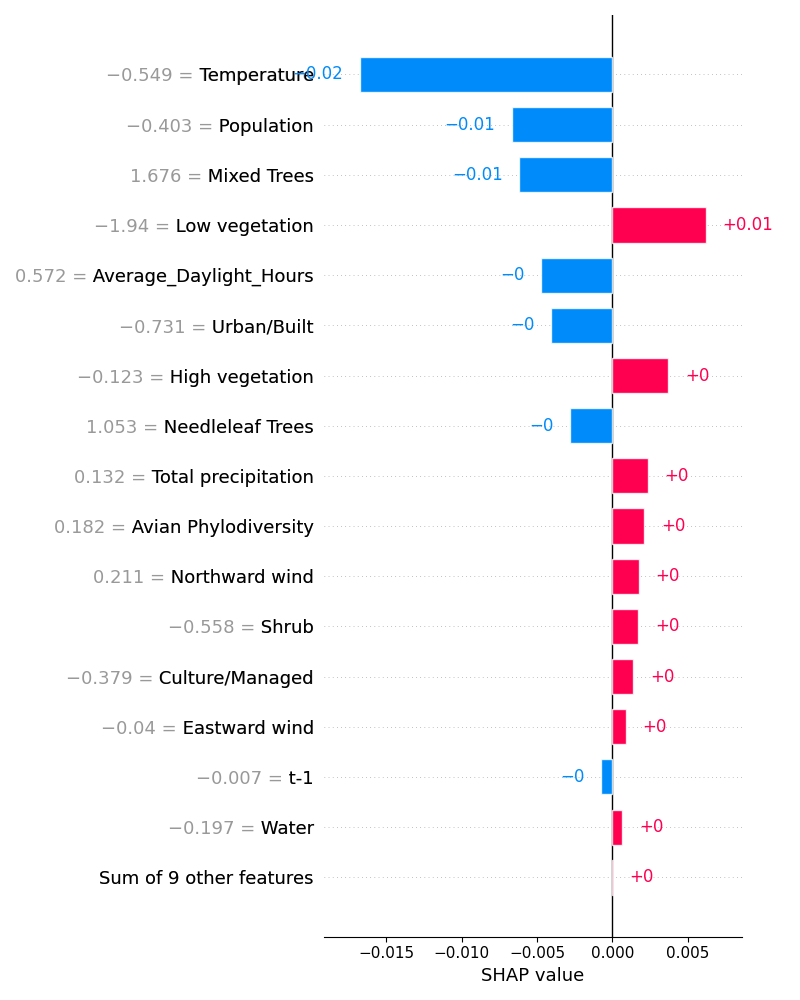 −0.549 = Temperature −0.02
−0.403 = Population −0.01
1.676 = Mixed Trees −0.01
−1.94 = Low vegetation +0.01
0.572 = Average_Daylight_Hours −0
−0.731 = Urban/Built −0
−0.123 = High vegetation +0
1.053 = Needleleaf Trees −0
0.132 = Total precipitation +0
0.182 = Avian Phylodiversity +0
0.211 = Northward wind +0
−0.558 = Shrub +0
−0.379 = Culture/Managed +0
−0.04 = Eastward wind +0
−0.007 = t-1 −0
−0.197 = Water +0
Sum of 9 other features +0
−0.015 −0.010 −0.005 0.000 0.005
SHAP value